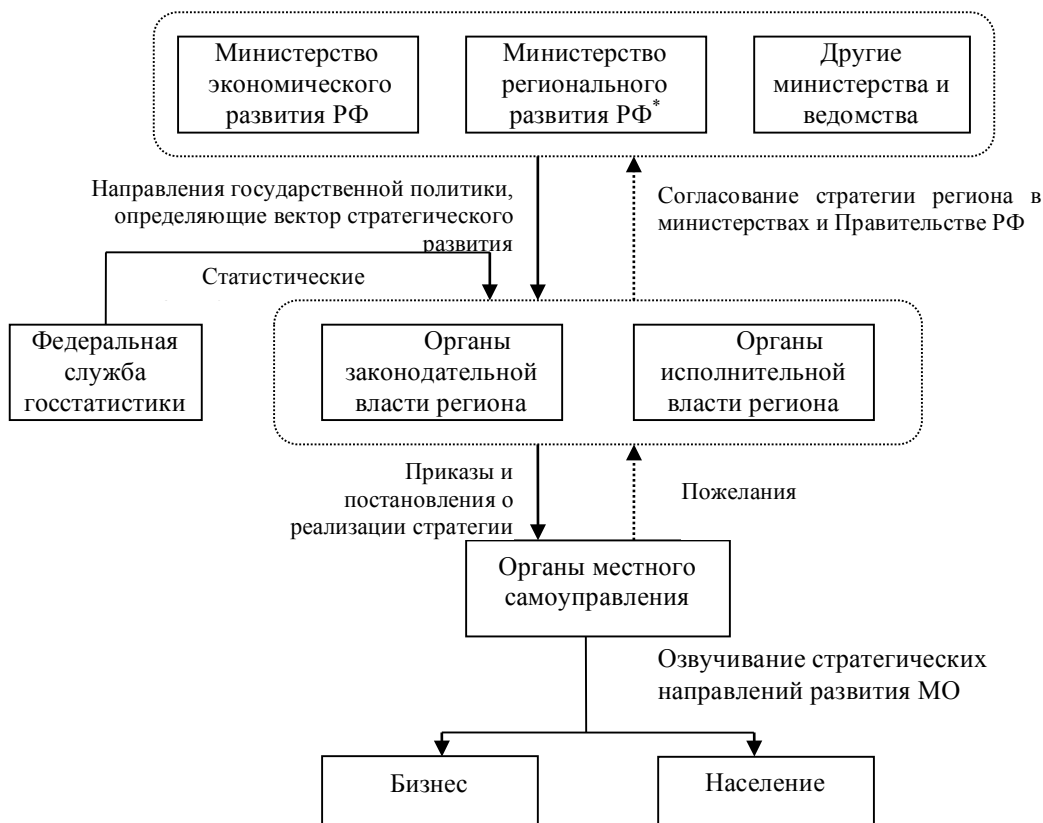 Министерство
экономического
развития РФ
Министерство
регионального
развития РФ*
Другие
министерства и
ведомства
Направления государственной политики,
определяющие вектор стратегического
развития
Согласование стратегии региона в
министерствах и Правительстве РФ
Статистические
Федеральная
служба
госстатистики
Органы
законодательной
власти региона
Органы
исполнительной
власти региона
Приказы и
постановления о
реализации стратегии
Пожелания
Органы местного
самоуправления
Озвучивание стратегических
направлений развития МО
Бизнес
Население